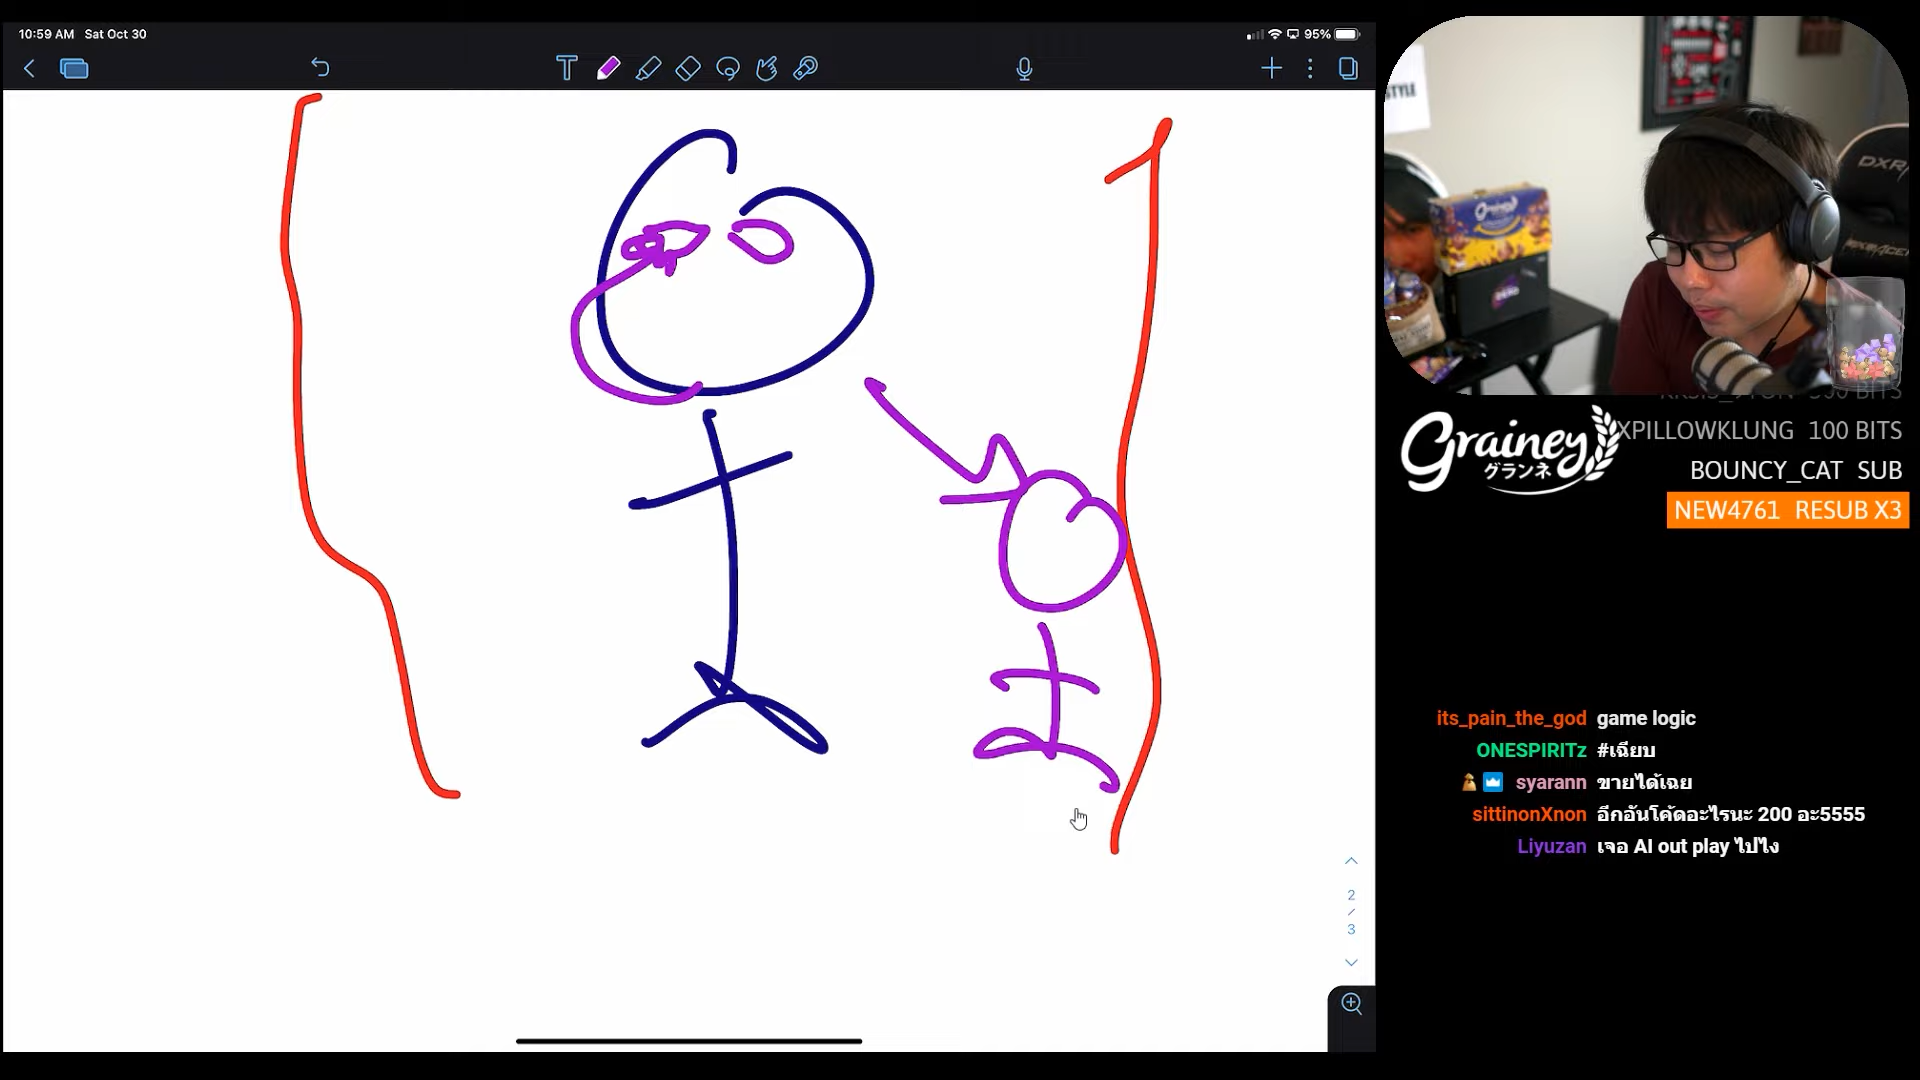 10:59 AM Sat Oct 30
95%
T
2
/
3
STYLE
DXR
Grainey
Grainey
グランネ
XPILLOWKLUNG 100 BITS
BOUNCY_CAT SUB
NEW4761 RESUB X3
its_pain_the_god game logic
ONESPIRITz #เฉียบ
syarann ขายได้เฉย
sittinonXnon อีกอันโค้ดอะไรนะ 200 อะ5555
Liyuzan เจอ AI out play ไปไง